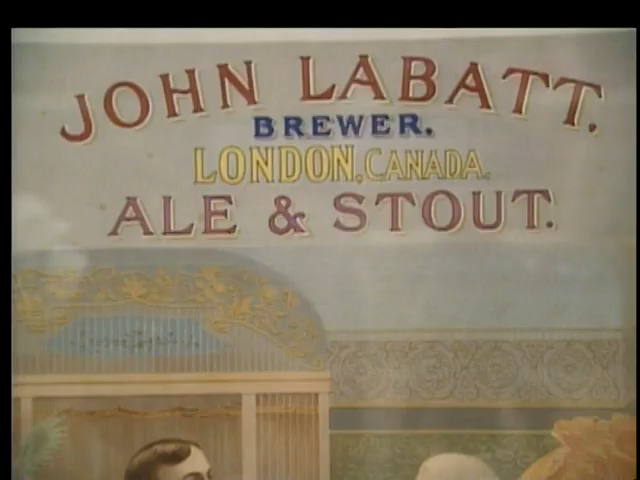 JOHN LABATT.
BREWER.
LONDON, CANADA.
ALE & STOUT.